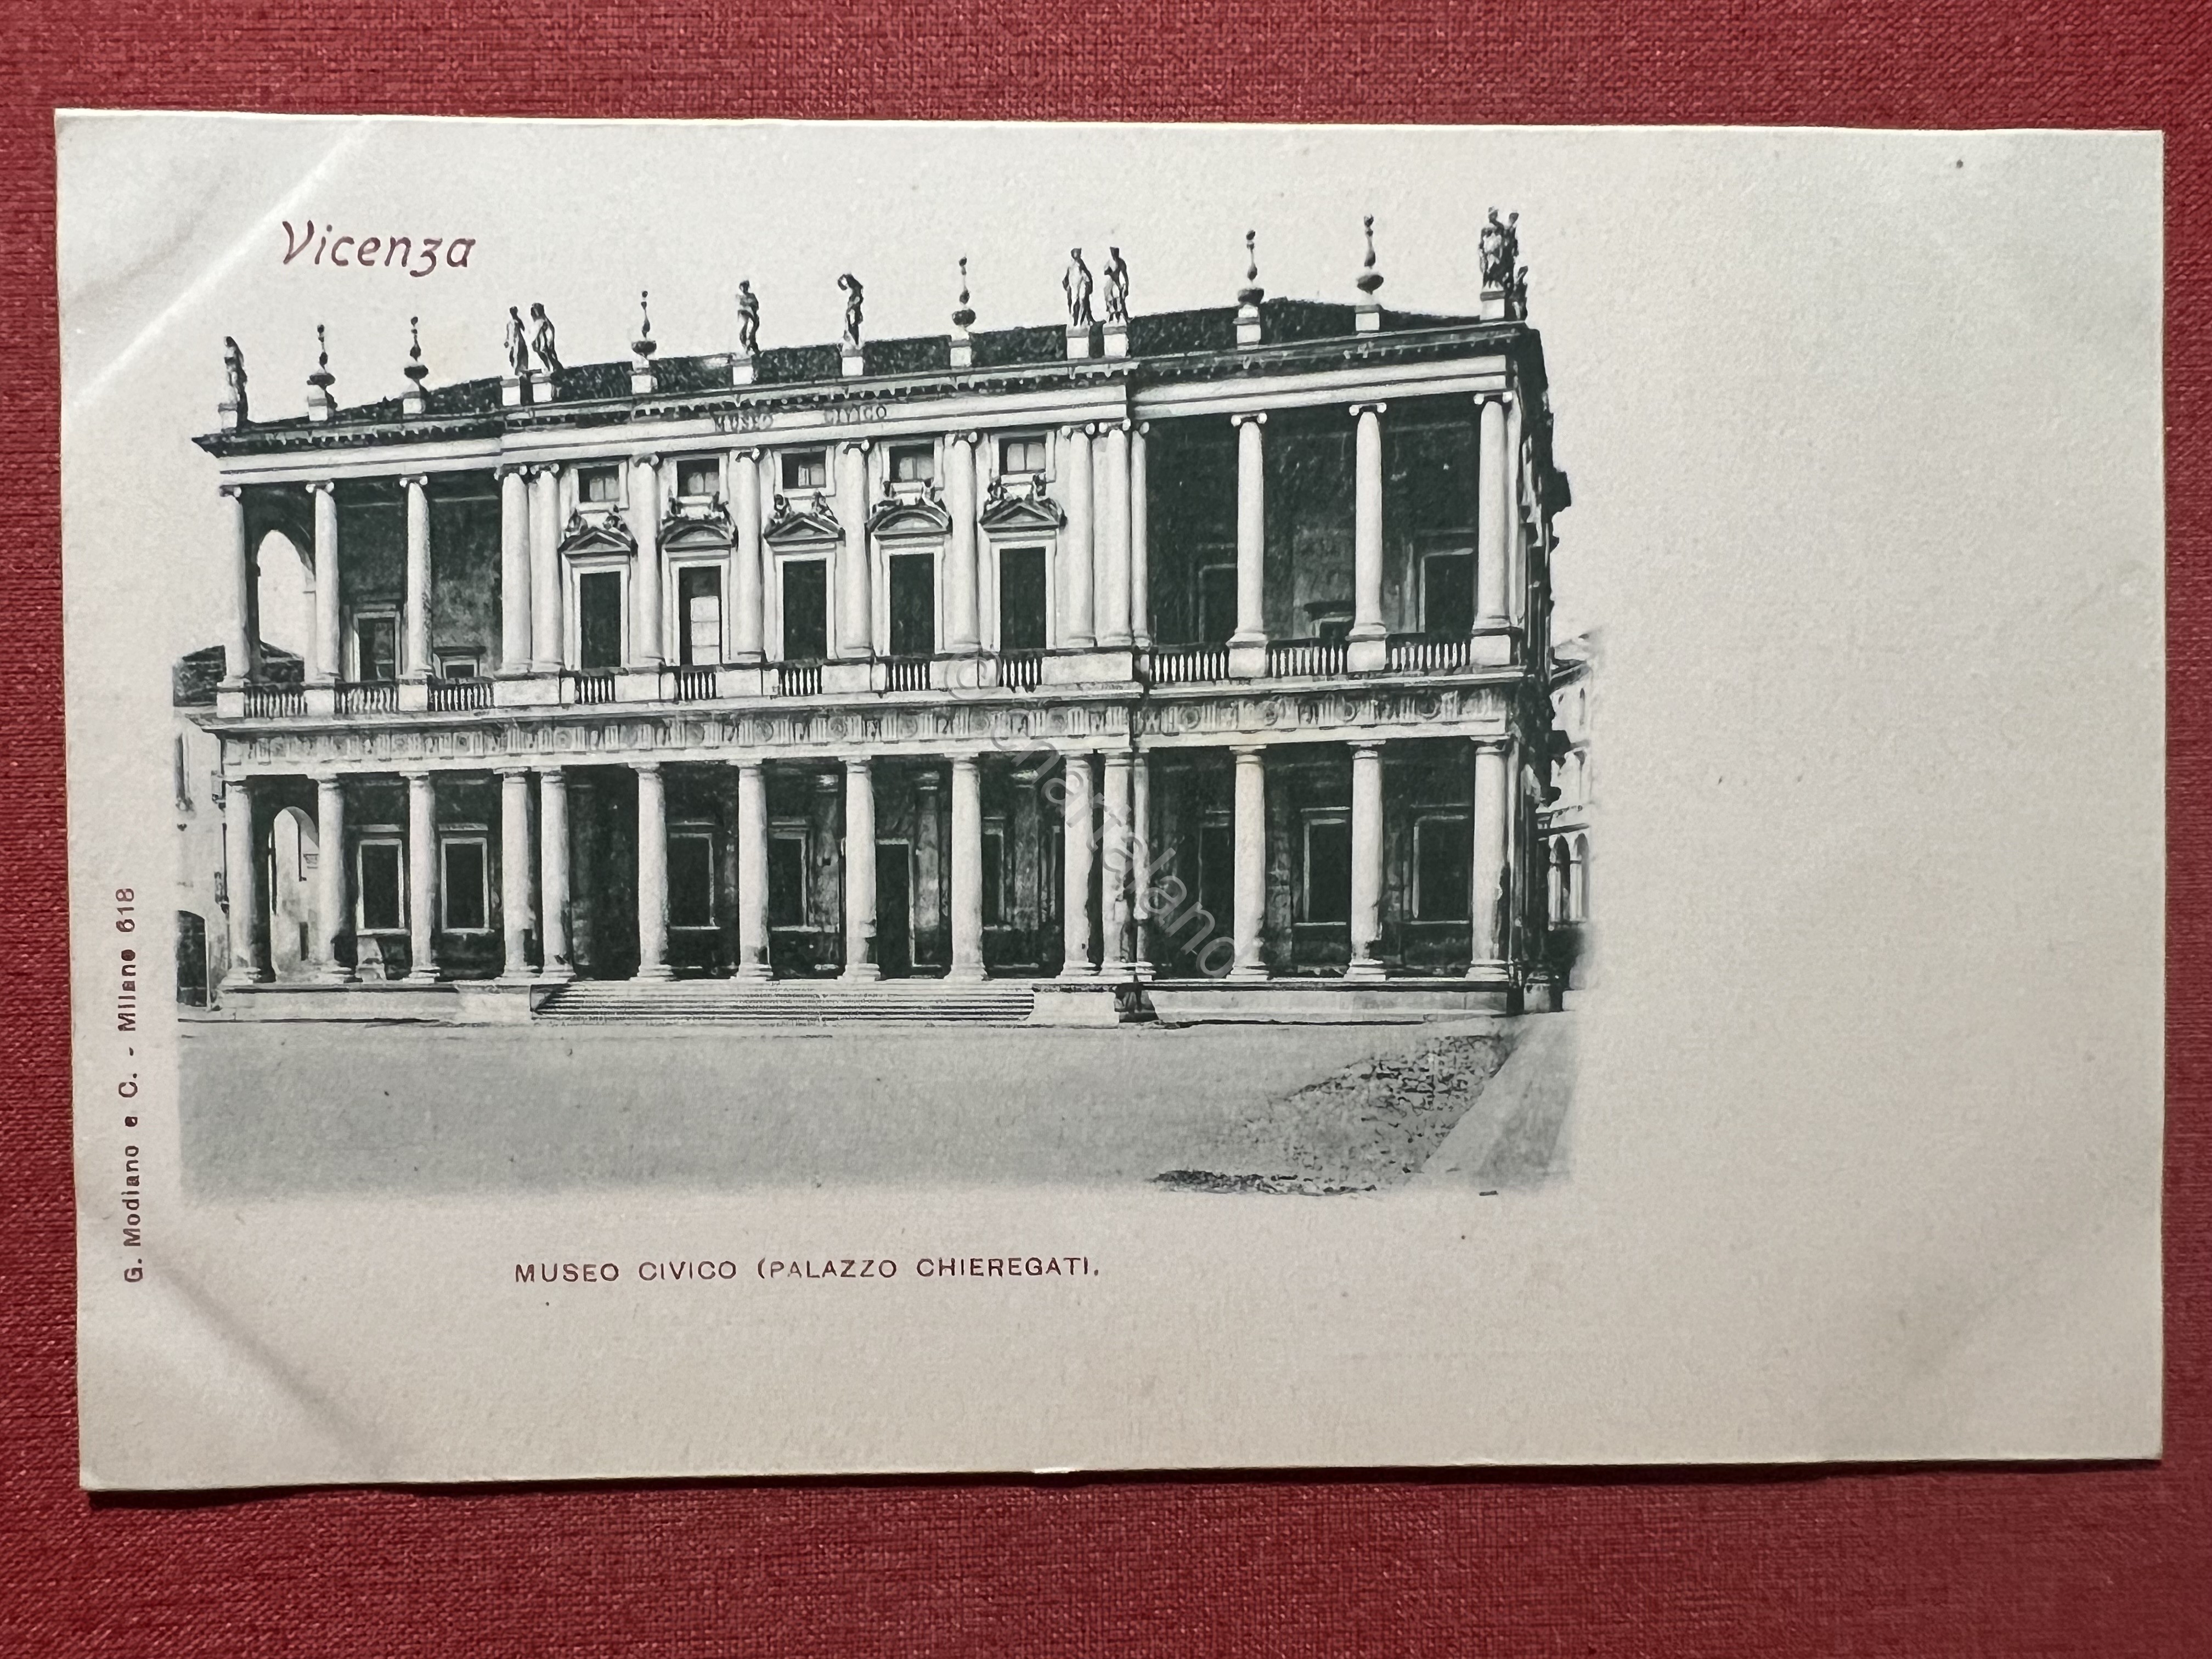 Vicenza
MUSEO CIVICO
G. Modiano e C. - Milano 618
MUSEO CIVICO (PALAZZO CHIEREGATI.